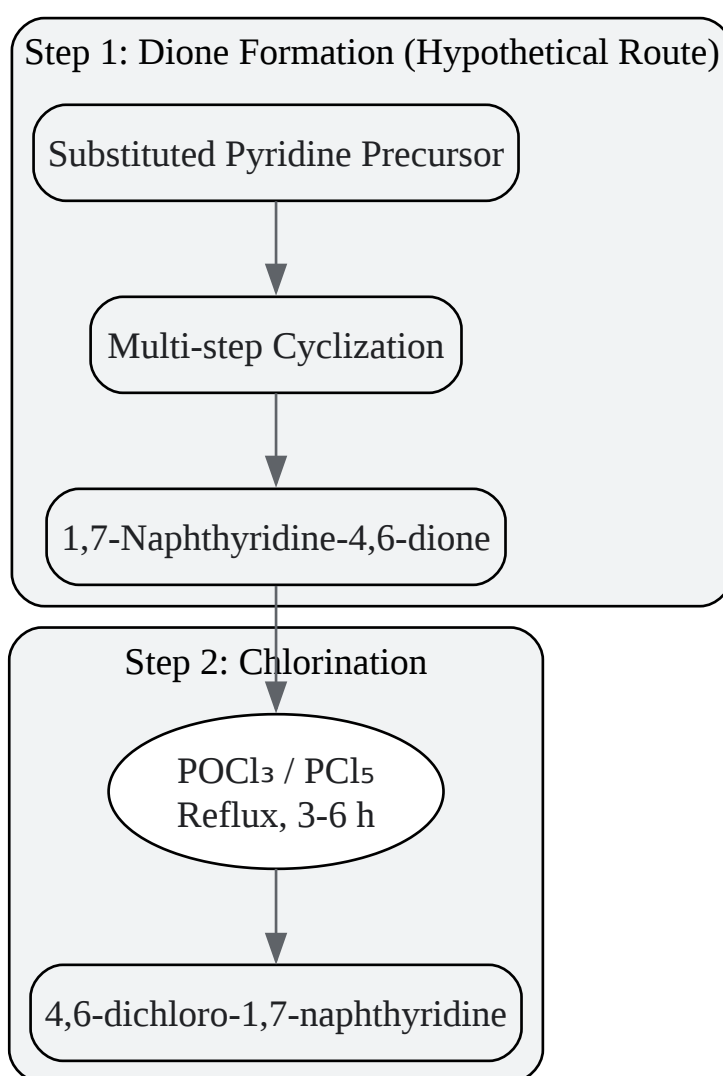 Step 1: Dione Formation (Hypothetical Route)
Substituted Pyridine Precursor
Multi-step Cyclization
1,7-Naphthyridine-4,6-dione
Step 2: Chlorination
POCl₃ / PCl₅
Reflux, 3-6 h
4,6-dichloro-1,7-naphthyridine